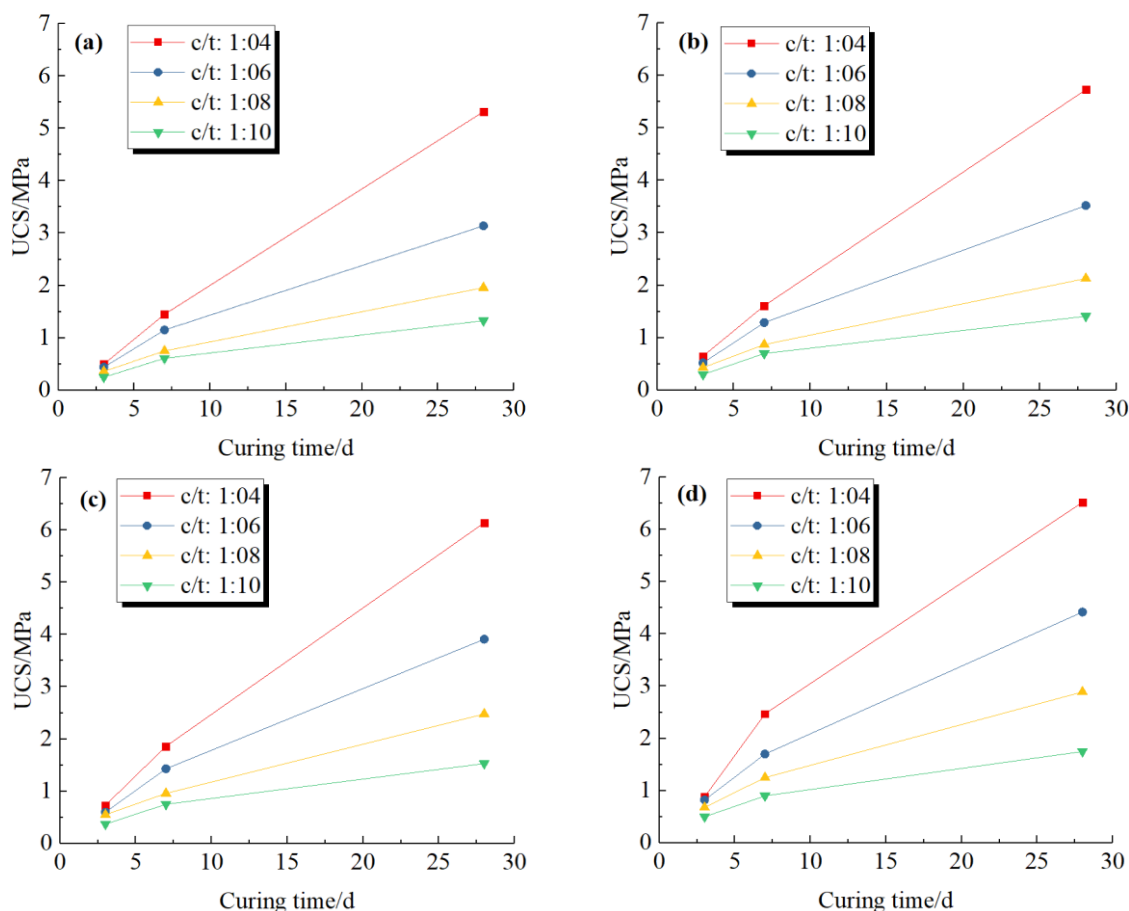 (a)
c/t: 1:04
c/t: 1:06
c/t: 1:08
c/t: 1:10
UCS/MPa
7
6
5
4
3
2
1
0
0 5 10 15 20 25 30
Curing time/d
(b)
c/t: 1:04
c/t: 1:06
c/t: 1:08
c/t: 1:10
UCS/MPa
7
6
5
4
3
2
1
0
0 5 10 15 20 25 30
Curing time/d
(c)
c/t: 1:04
c/t: 1:06
c/t: 1:08
c/t: 1:10
UCS/MPa
7
6
5
4
3
2
1
0
0 5 10 15 20 25 30
Curing time/d
(d)
c/t: 1:04
c/t: 1:06
c/t: 1:08
c/t: 1:10
UCS/MPa
7
6
5
4
3
2
1
0
0 5 10 15 20 25 30
Curing time/d